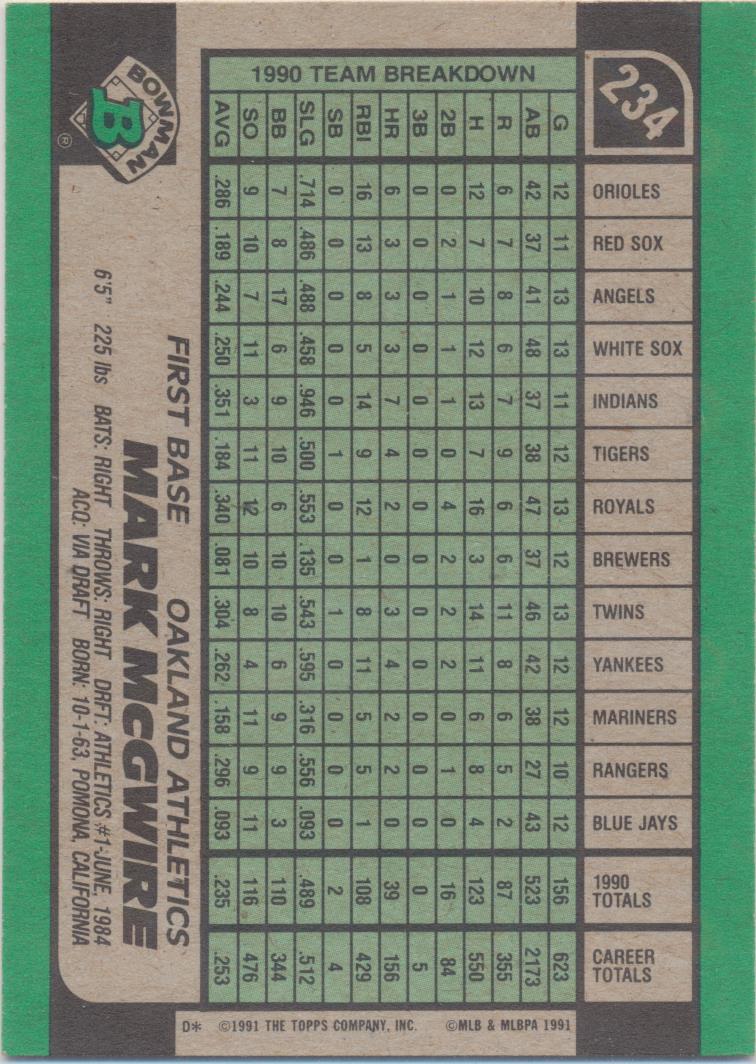 234
BOWMAN
B
®
FIRST BASE OAKLAND ATHLETICS
MARK McGWIRE
6'5" 225 lbs BATS: RIGHT THROWS: RIGHT DRFT: ATHLETICS #1-JUNE, 1984
ACQ: VIA DRAFT BORN: 10-1-63, POMONA, CALIFORNIA
1990 TEAM BREAKDOWN
G AB R H 2B 3B HR RBI SB SLG BB SO AVG
ORIOLES 12 42 6 12 0 0 6 16 0 .714 7 9 .286
RED SOX 11 37 7 7 2 0 3 13 0 .486 8 10 .189
ANGELS 13 41 8 10 1 0 3 8 0 .488 17 7 .244
WHITE SOX 13 48 6 12 1 0 3 5 0 .458 6 11 .250
INDIANS 11 37 7 13 1 0 7 14 0 .946 9 3 .351
TIGERS 12 38 9 7 0 0 4 9 1 .500 10 11 .184
ROYALS 13 47 6 16 4 0 2 12 0 .553 6 12 .340
BREWERS 12 37 6 3 2 0 0 1 0 .135 10 10 .081
TWINS 13 46 11 14 2 0 3 8 1 .543 10 8 .304
YANKEES 12 42 8 11 2 0 4 11 0 .595 6 4 .262
MARINERS 12 38 6 6 0 0 2 5 0 .316 9 11 .158
RANGERS 10 27 5 8 1 0 2 5 0 .556 9 9 .296
BLUE JAYS 12 43 2 4 0 0 0 1 0 .093 3 11 .093
1990 TOTALS 156 523 87 123 16 0 39 108 2 .489 110 116 .235
CAREER TOTALS 623 2173 355 550 84 5 156 429 4 .512 344 476 .253
D* ©1991 THE TOPPS COMPANY, INC. ©MLB & MLBPA 1991